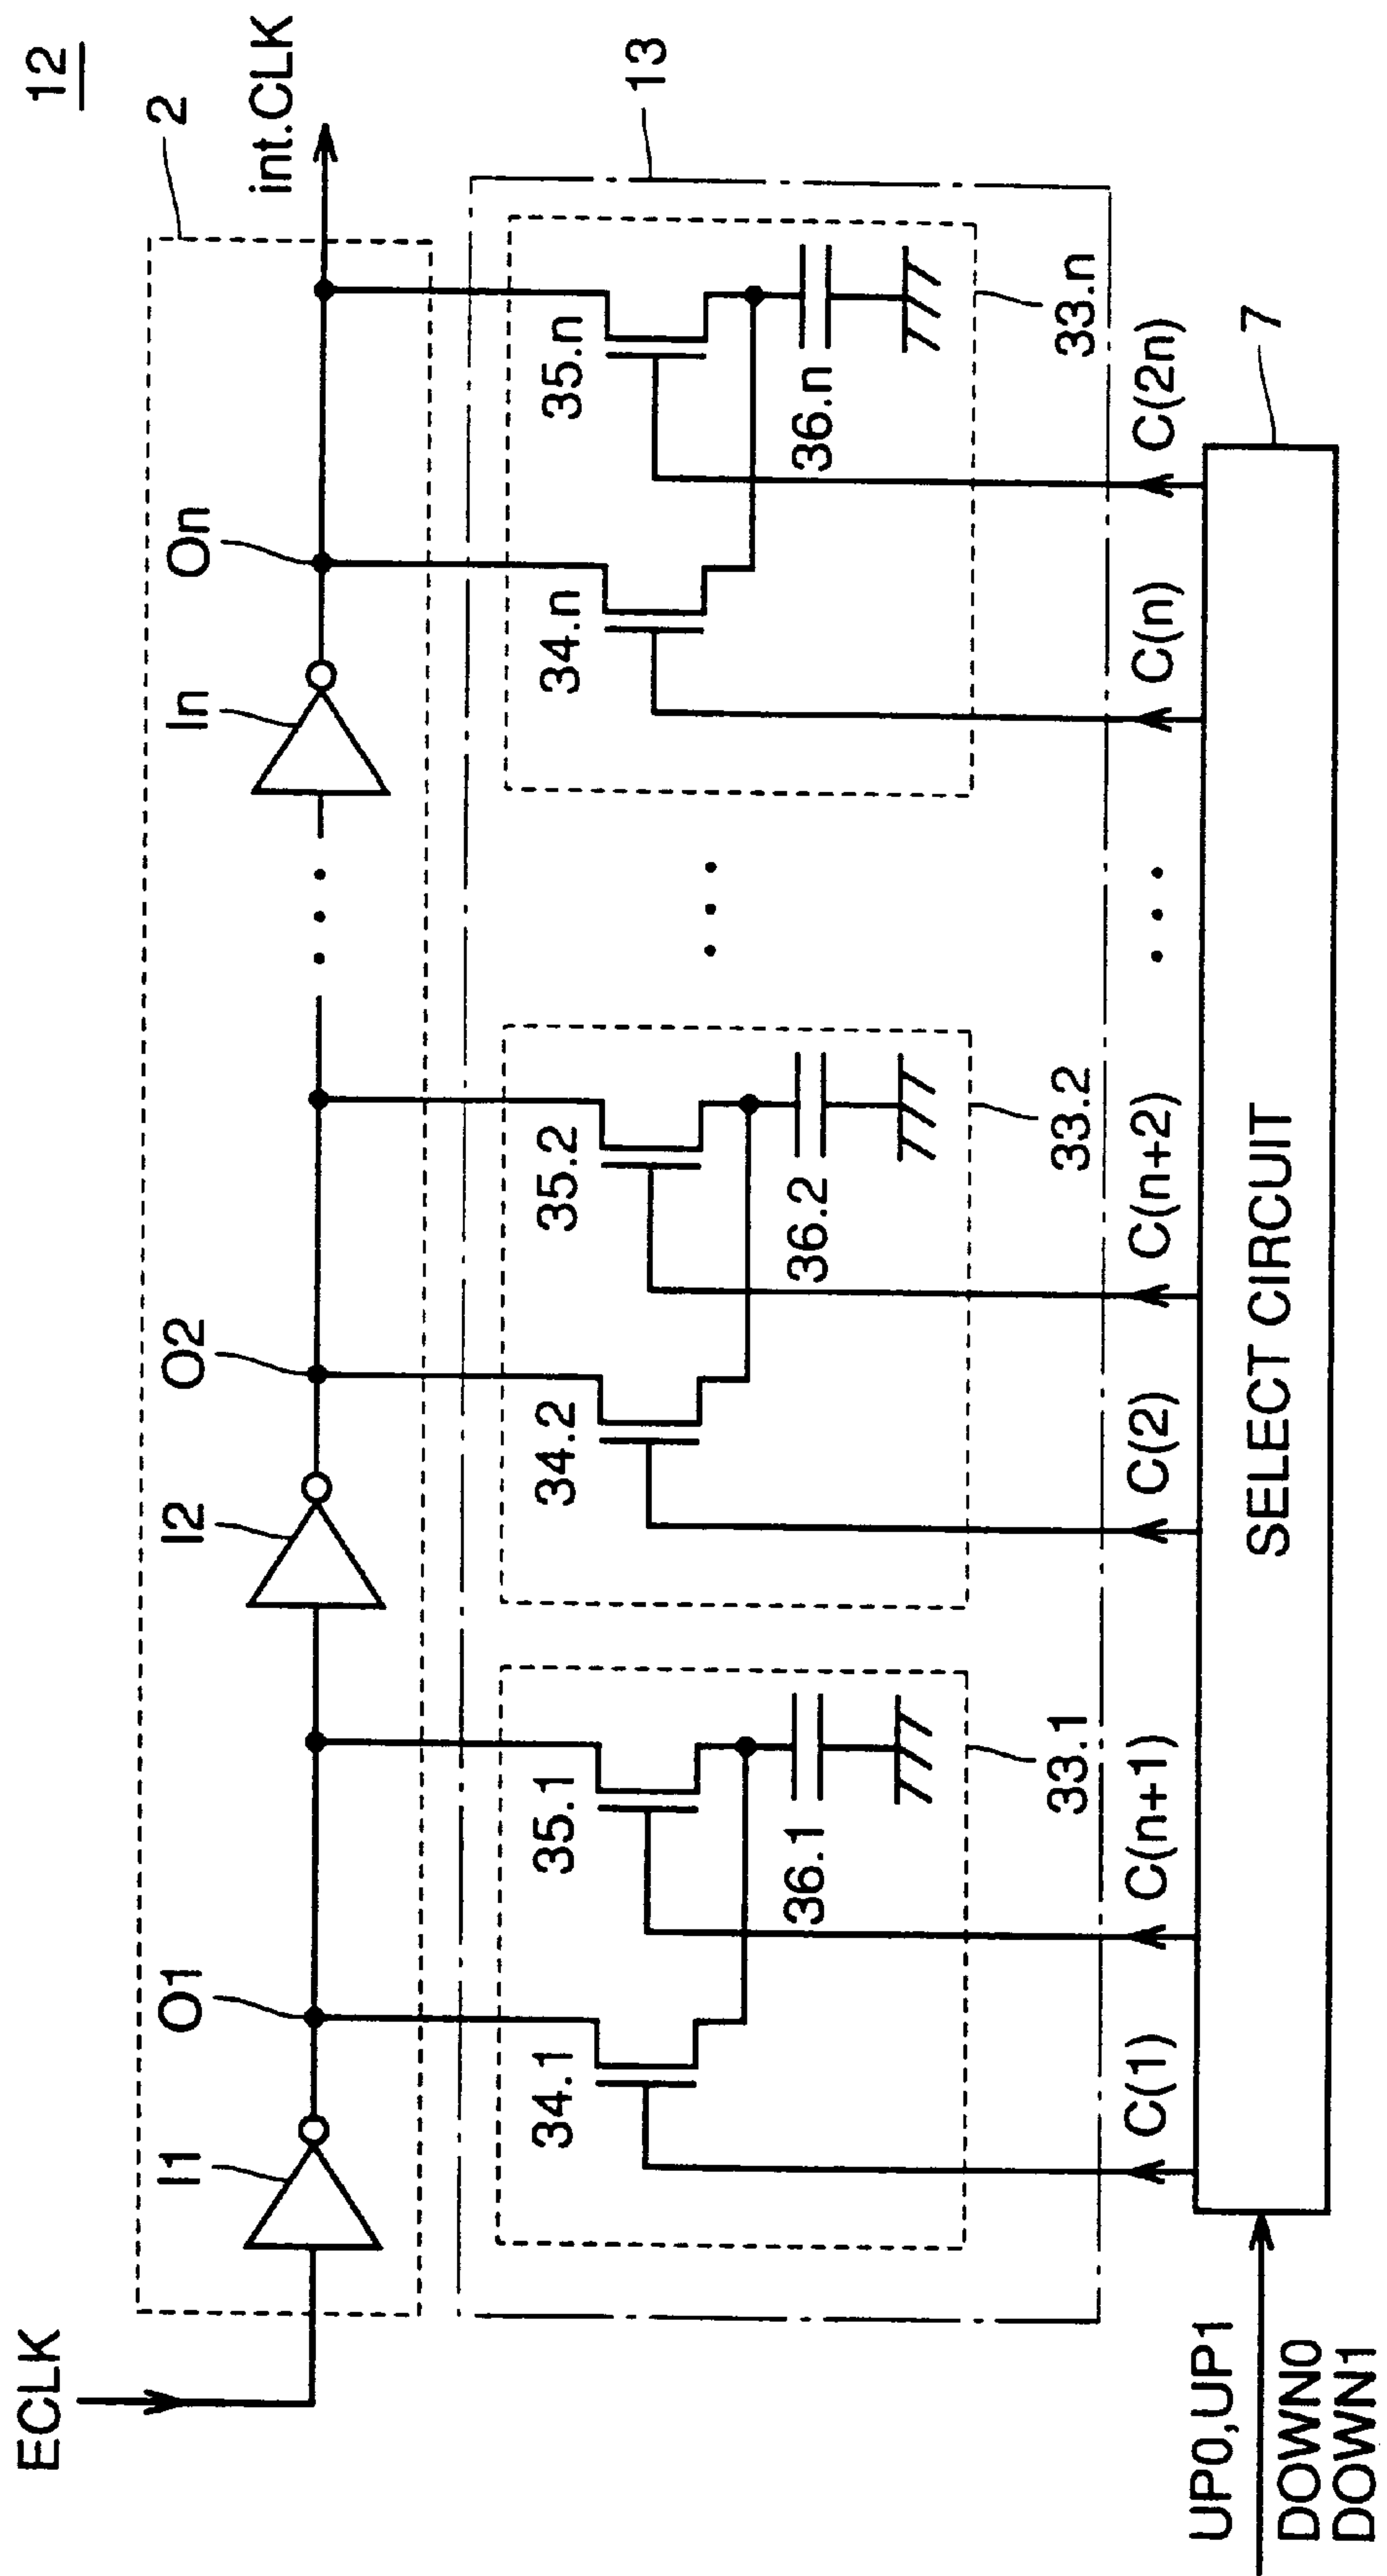 12
ECLK
2
int.CLK
I1
O1
I2
O2
In
On
13
34.1
35.1
34.2
35.2
34.n
35.n
36.1
36.2
36.n
33.1
33.2
33.n
C(1)
C(n+1)
C(2)
C(n+2)
C(n)
C(2n)
7
SELECT CIRCUIT
UP0,UP1
DOWN0
DOWN1